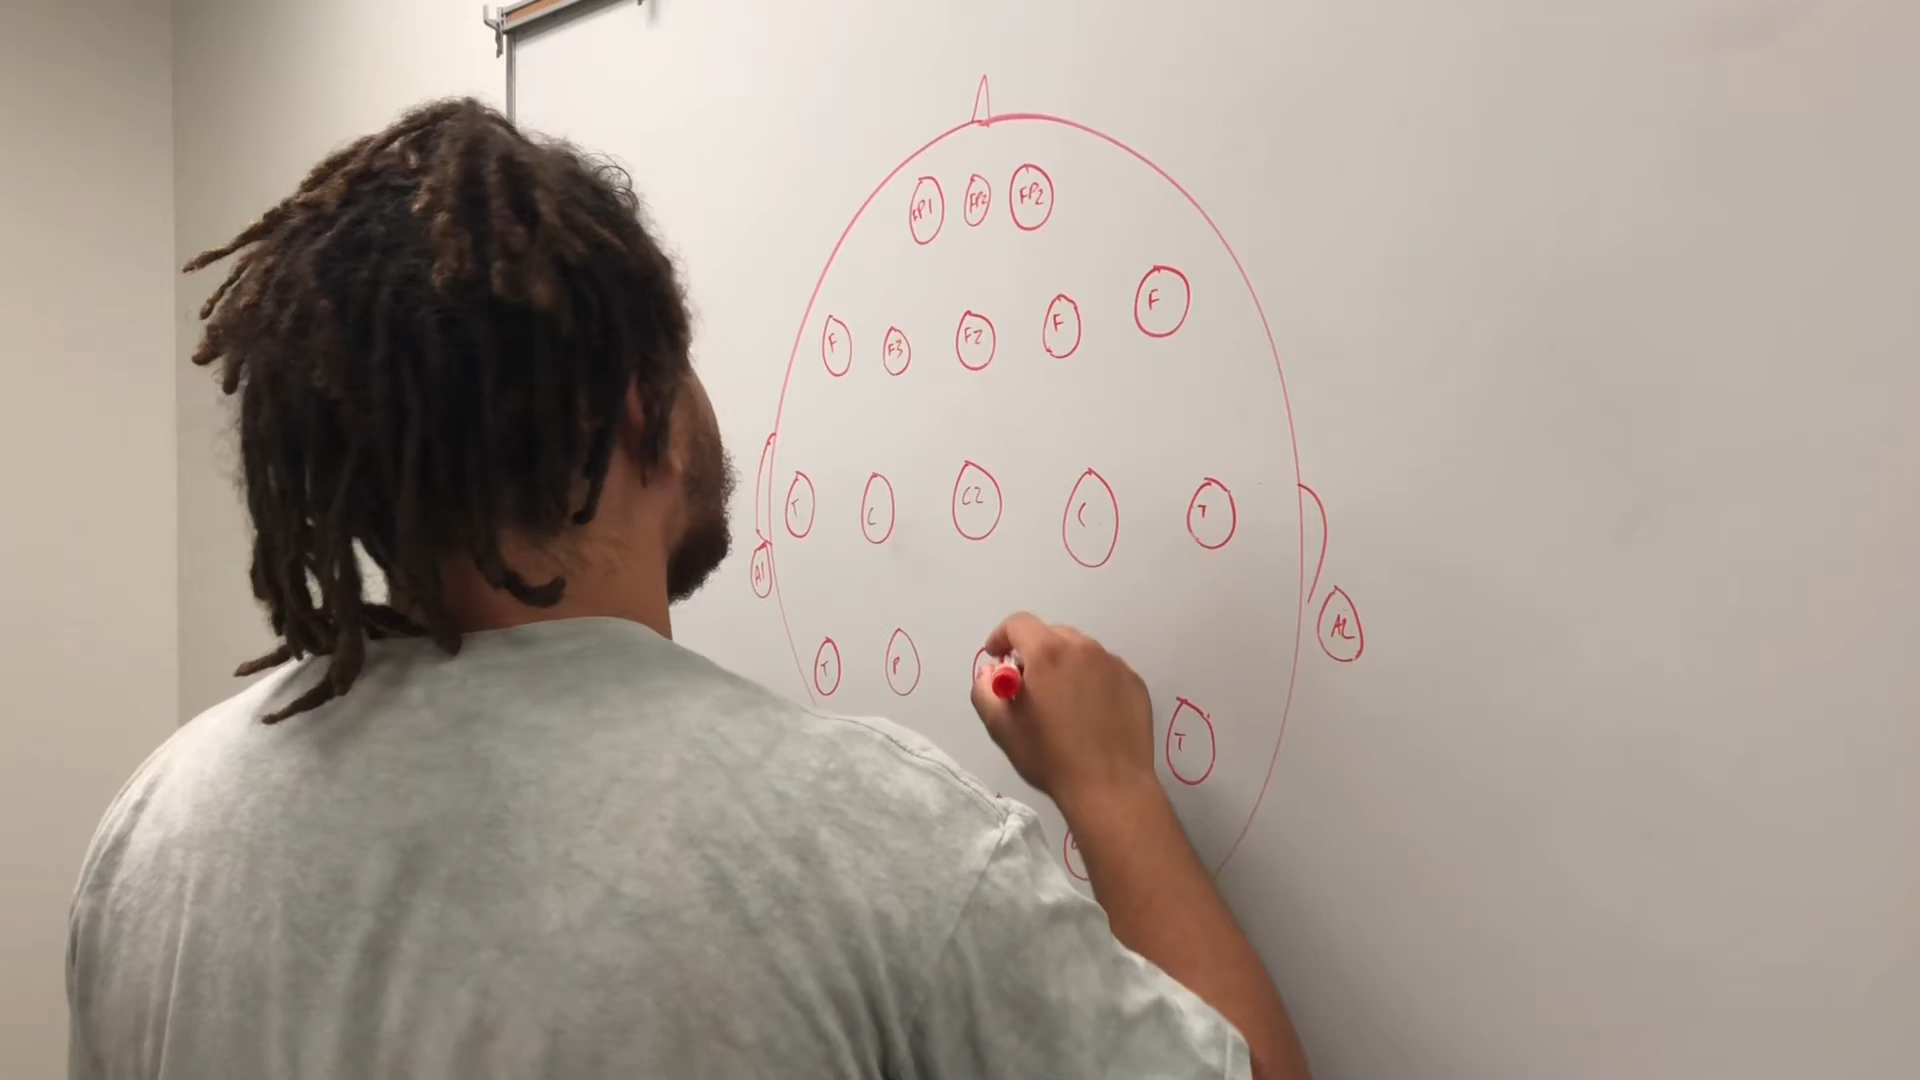 FP1 FPZ FP2
F F3 FZ F F
T C CZ C T
A1 A2
T P
T